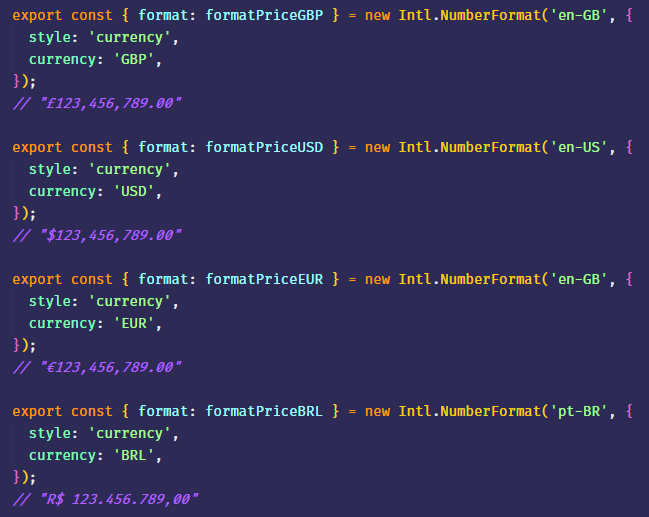 export const { format: formatPriceGBP } = new Intl.NumberFormat('en-GB', {
  style: 'currency',
  currency: 'GBP',
});
// "£123,456,789.00"

export const { format: formatPriceUSD } = new Intl.NumberFormat('en-US', {
  style: 'currency',
  currency: 'USD',
});
// "$123,456,789.00"

export const { format: formatPriceEUR } = new Intl.NumberFormat('en-GB', {
  style: 'currency',
  currency: 'EUR',
});
// "€123,456,789.00"

export const { format: formatPriceBRL } = new Intl.NumberFormat('pt-BR', {
  style: 'currency',
  currency: 'BRL',
});
// "R$ 123.456.789,00"